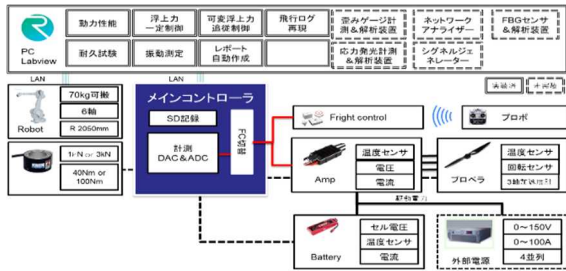 PC
Labview
動力性能
浮上力
一定制御
可変浮上力
追従制御
飛行ログ
再現
歪みゲージ計
測&解析装置
ネットワーク
アナライザー
FBGセンサ
&解析装置
耐久試験
振動測定
レポート
自動作成
応力発光計測
&解析装置
シグネルジェ
ネレーター
LAN
LAN
実装済
未実装
70kg可搬
6軸
R 2050mm
Robot
メインコントローラ
SD記録
計測
DAC&ADC
FC切替
Fright control
プロポ
1kN or 3kN
40Nm or
100Nm
温度センサ
電圧
電流
Amp
温度センサ
回転センサ
プロペラ
駆動電力
セル電圧
温度センサ
電流
Battery
0～150V
0～100A
4並列
外部電源